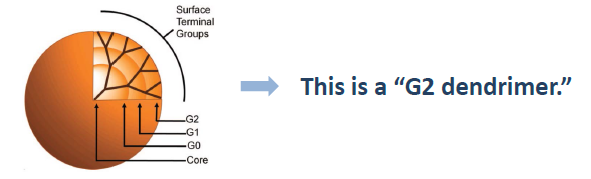 Surface
Terminal
Groups
This is a “G2 dendrimer.”
G2
G1
G0
Core